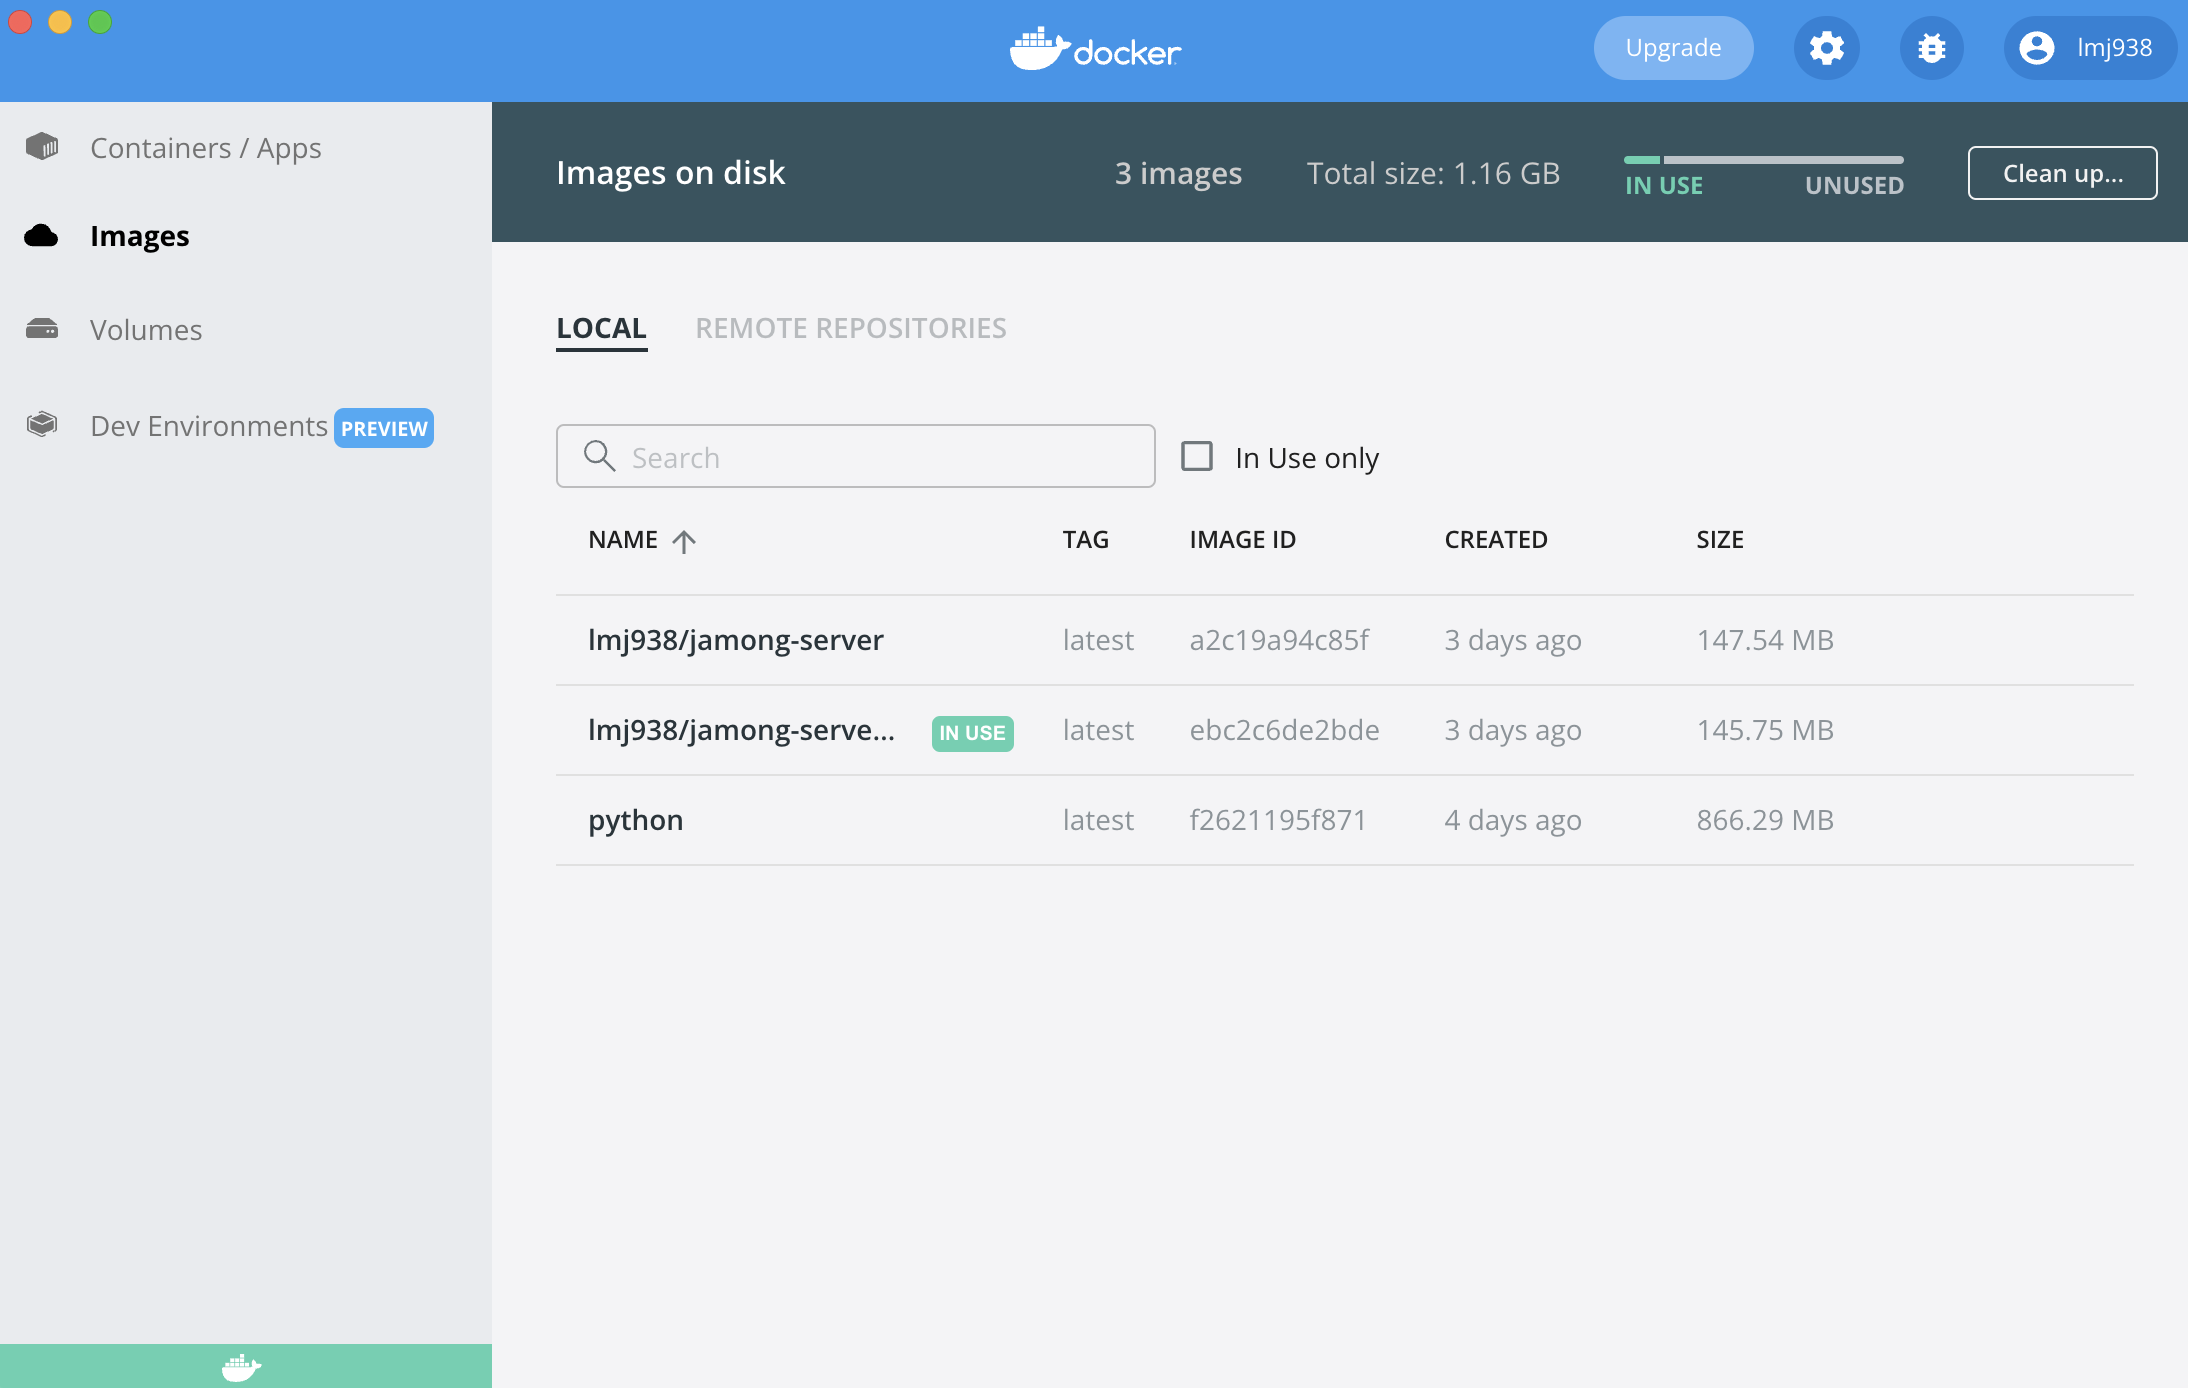 docker
Upgrade
lmj938
Containers / Apps
Images
Volumes
Dev Environments PREVIEW
Images on disk
3 images
Total size: 1.16 GB
IN USE
UNUSED
Clean up...
LOCAL
REMOTE REPOSITORIES
Search
In Use only
NAME TAG IMAGE ID CREATED SIZE
lmj938/jamong-server latest a2c19a94c85f 3 days ago 147.54 MB
lmj938/jamong-serve... IN USE latest ebc2c6de2bde 3 days ago 145.75 MB
python latest f2621195f871 4 days ago 866.29 MB